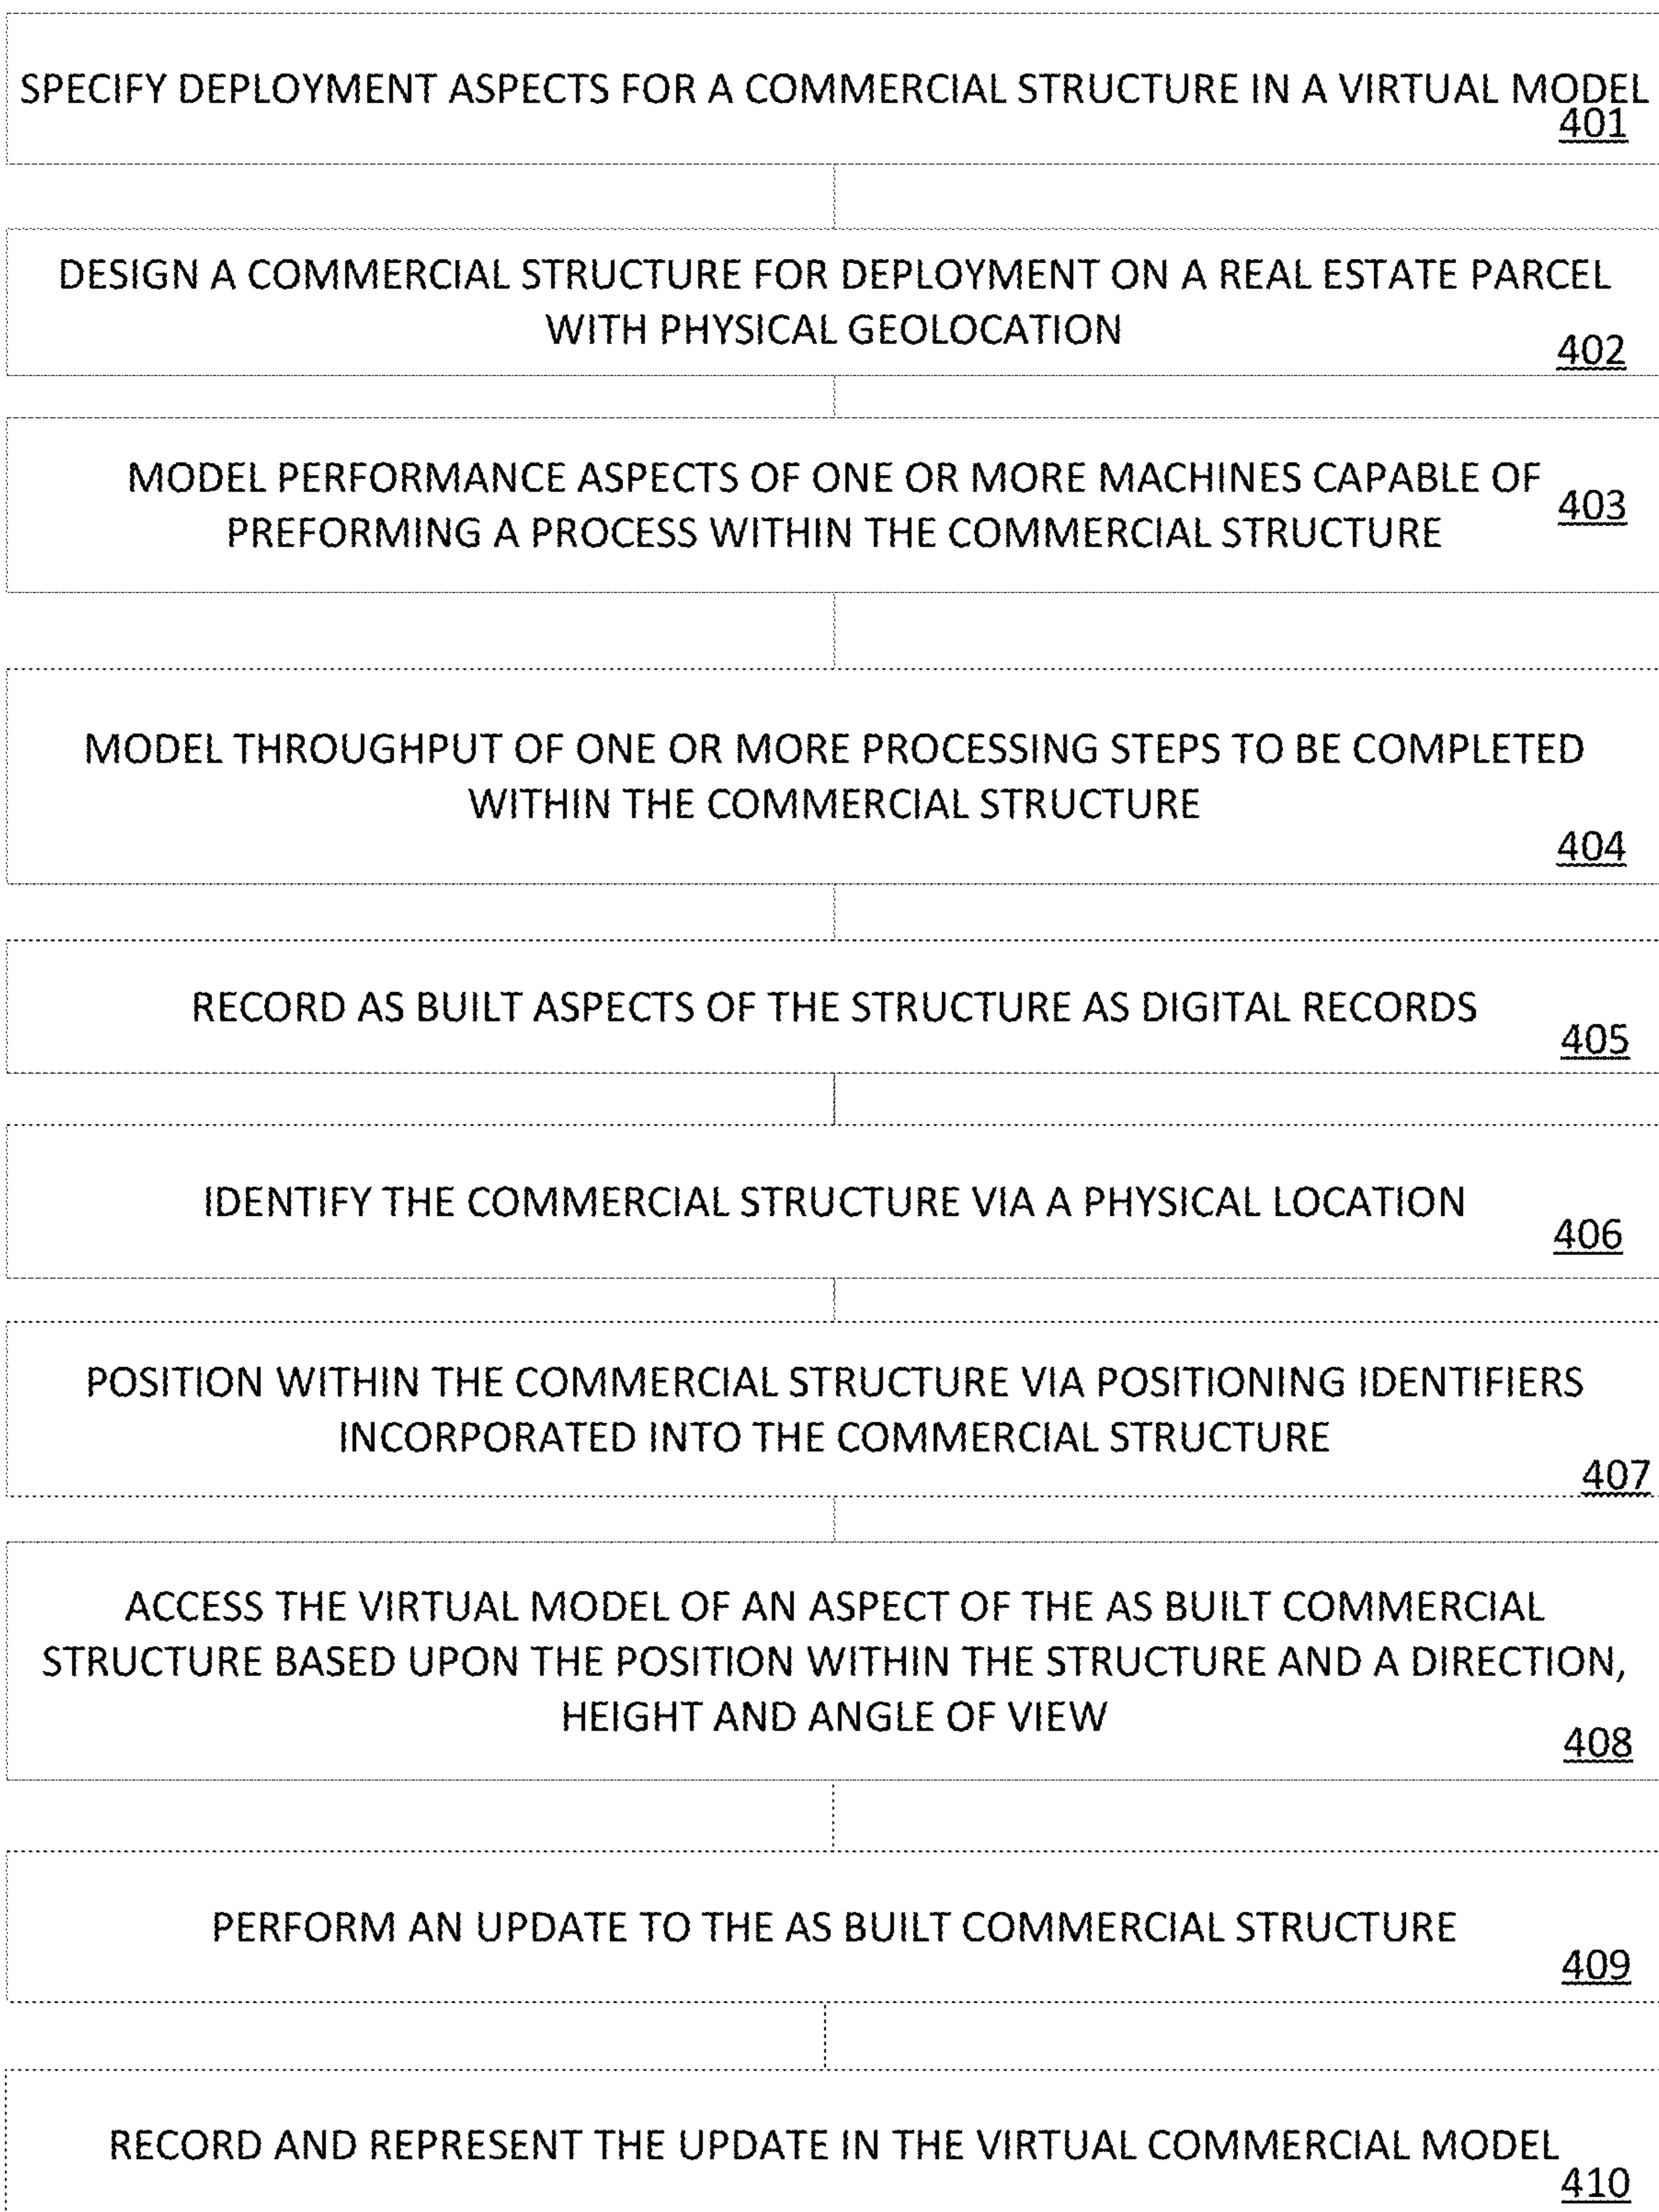 SPECIFY DEPLOYMENT ASPECTS FOR A COMMERCIAL STRUCTURE IN A VIRTUAL MODEL
401
DESIGN A COMMERCIAL STRUCTURE FOR DEPLOYMENT ON A REAL ESTATE PARCEL
WITH PHYSICAL GEOLOCATION
402
MODEL PERFORMANCE ASPECTS OF ONE OR MORE MACHINES CAPABLE OF
403
PREFORMING A PROCESS WITHIN THE COMMERCIAL STRUCTURE
MODEL THROUGHPUT OF ONE OR MORE PROCESSING STEPS TO BE COMPLETED
WITHIN THE COMMERCIAL STRUCTURE
404
RECORD AS BUILT ASPECTS OF THE STRUCTURE AS DIGITAL RECORDS
405
IDENTIFY THE COMMERCIAL STRUCTURE VIA A PHYSICAL LOCATION
406
POSITION WITHIN THE COMMERCIAL STRUCTURE VIA POSITIONING IDENTIFIERS
INCORPORATED INTO THE COMMERCIAL STRUCTURE
407
ACCESS THE VIRTUAL MODEL OF AN ASPECT OF THE AS BUILT COMMERCIAL
STRUCTURE BASED UPON THE POSITION WITHIN THE STRUCTURE AND A DIRECTION,
HEIGHT AND ANGLE OF VIEW
408
PERFORM AN UPDATE TO THE AS BUILT COMMERCIAL STRUCTURE
409
RECORD AND REPRESENT THE UPDATE IN THE VIRTUAL COMMERCIAL MODEL
410